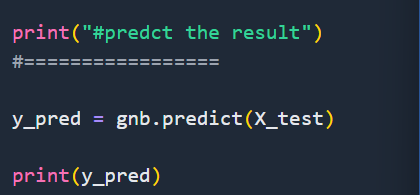 print("#predct the result")
#=================
y_pred = gnb.predict(X_test)
print(y_pred)